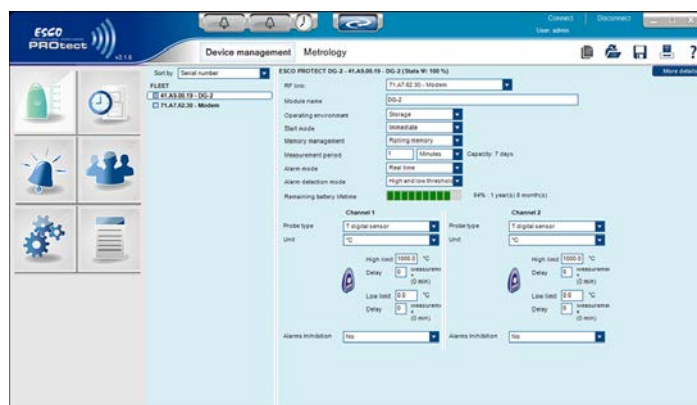 ESCO
PROtect
v2.1.5
Connect
Disconnect
User: admin
Device management Metrology
?
Sort by Serial number
FLEET
41.A9.00.19 - DG-2
71.A7.62.30 - Modem
ESCO PROTECT DG-2 - 41.A9.00.19 - DG-2 (Stats W: 100 %)
More details
RF link: 71.A7.62.30 - Modem
Module name DG-2
Operating environment Storage
Start mode Immediate
Memory management Rolling memory
Measurement period 1 Minutes Capacity: 7 days
Alarm mode Real time
Alarm detection mode High and low threshold
Remaining battery lifetime 84% : 1 year(s) 8 month(s)
Channel 1 Channel 2
Probe type T digital sensor Probe type T digital sensor
Unit °C Unit °C
High limit 1000.0 °C High limit 1000.0 °C
Delay 0 Measurement Delay 0 Measurement
(0 min) (0 min)
Low limit 0.0 °C Low limit 0.0 °C
Delay 0 Measurement Delay 0 Measurement
(0 min) (0 min)
Alarms Inhibition No Alarms Inhibition No